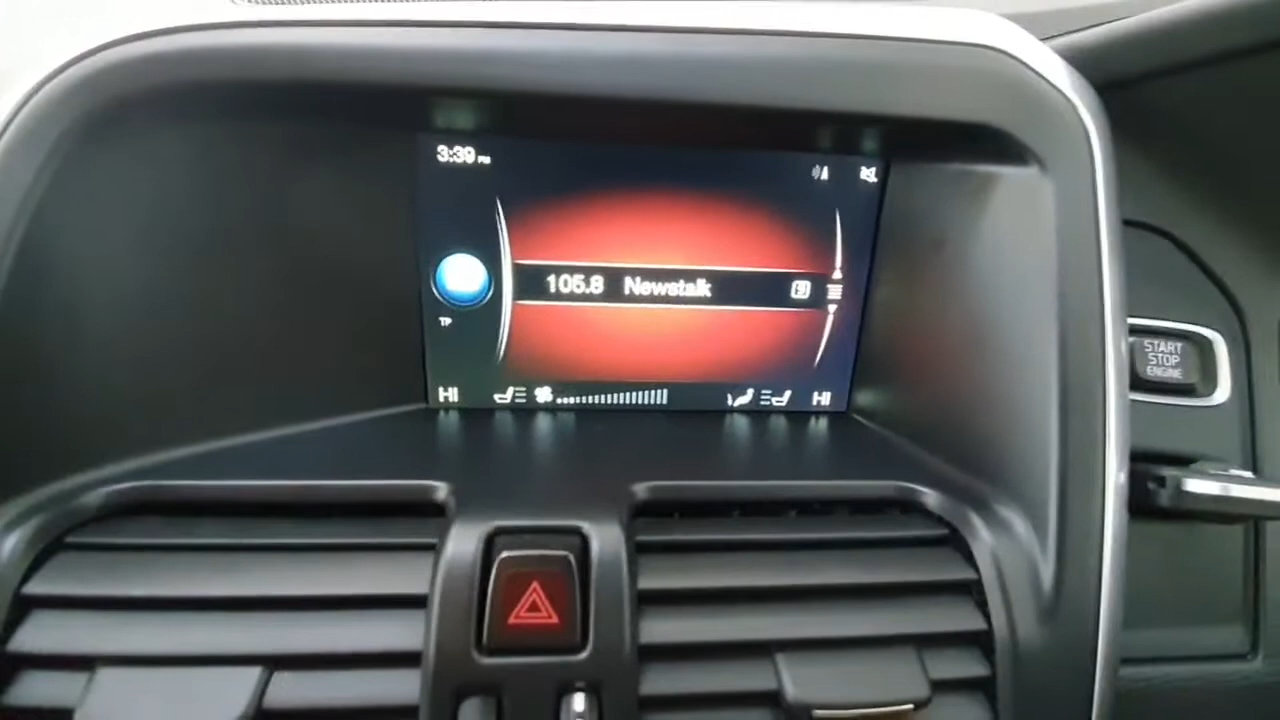 3:39 PM
105.8 Newstalk
TP
HI HI
START
STOP
ENGINE